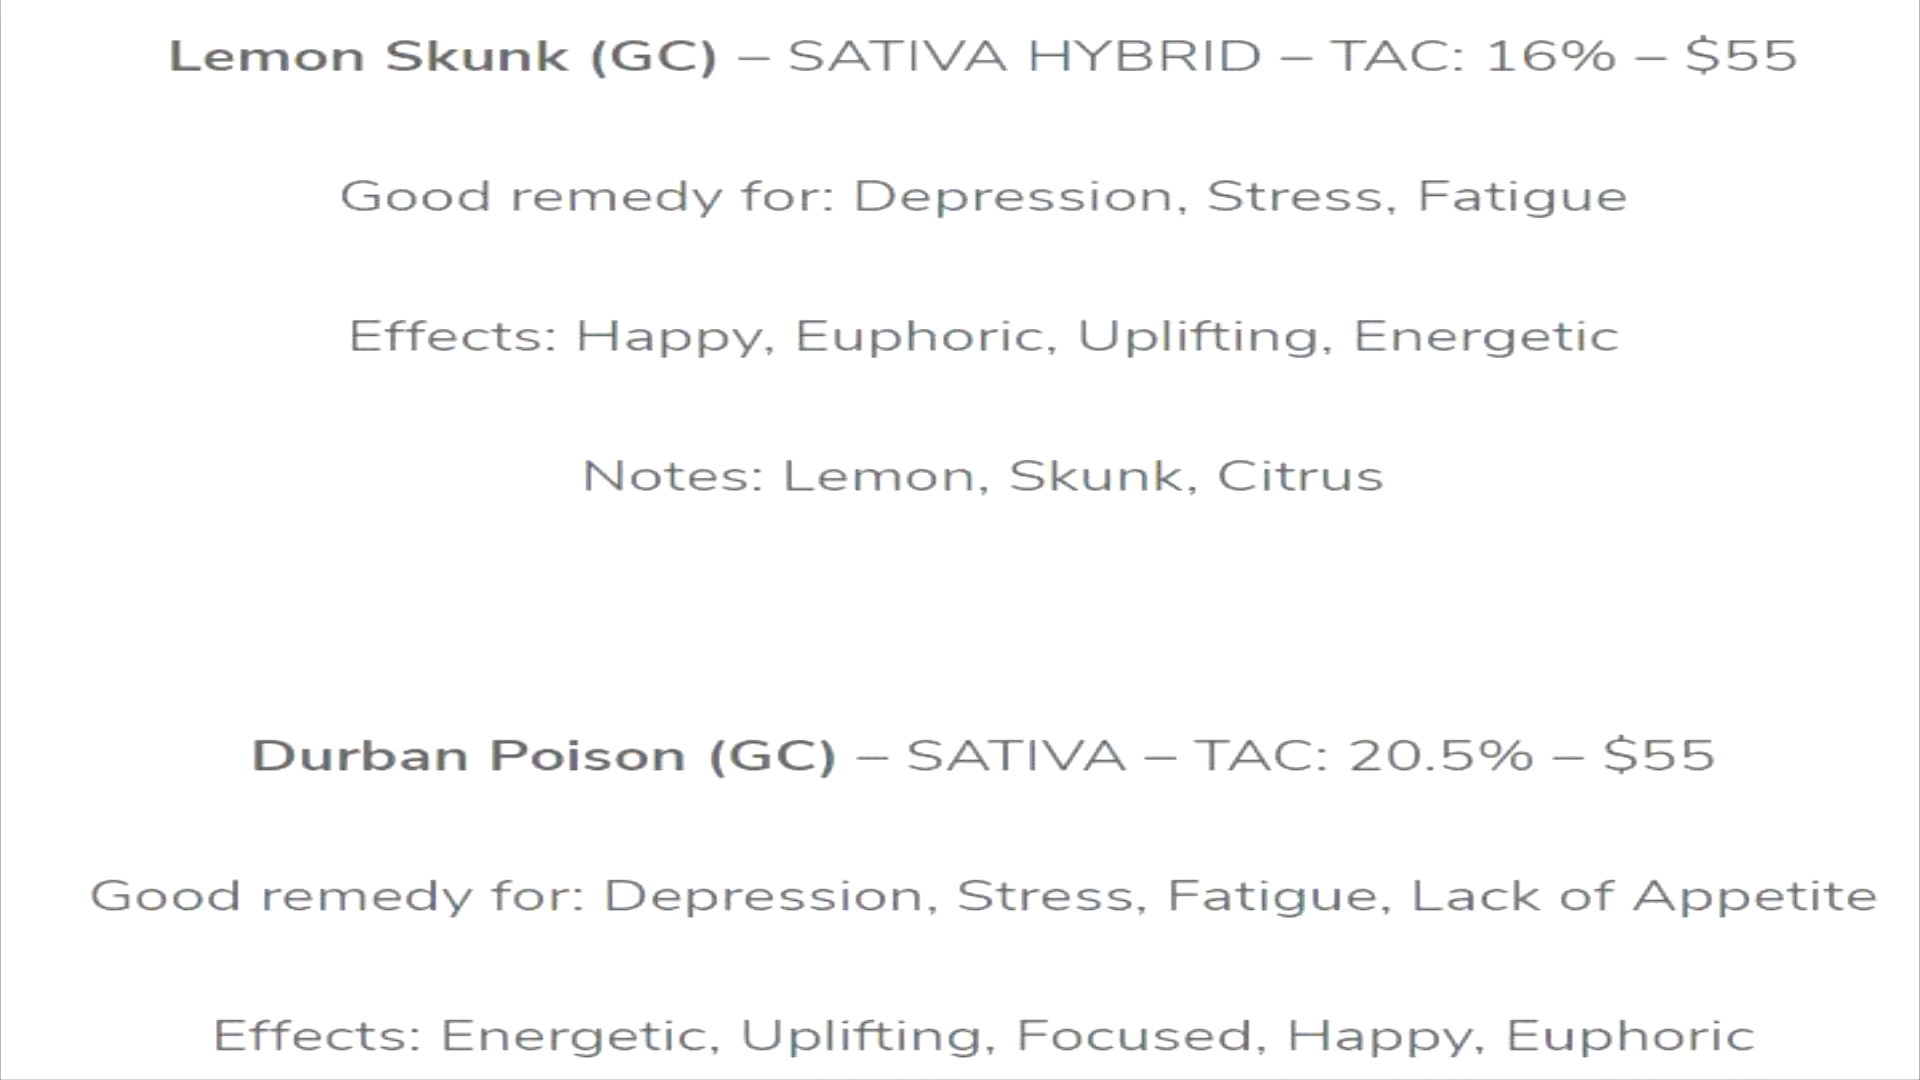 Lemon Skunk (GC) – SATIVA HYBRID – TAC: 16% – $55
Good remedy for: Depression, Stress, Fatigue
Effects: Happy, Euphoric, Uplifting, Energetic
Notes: Lemon, Skunk, Citrus
Durban Poison (GC) – SATIVA – TAC: 20.5% – $55
Good remedy for: Depression, Stress, Fatigue, Lack of Appetite
Effects: Energetic, Uplifting, Focused, Happy, Euphoric